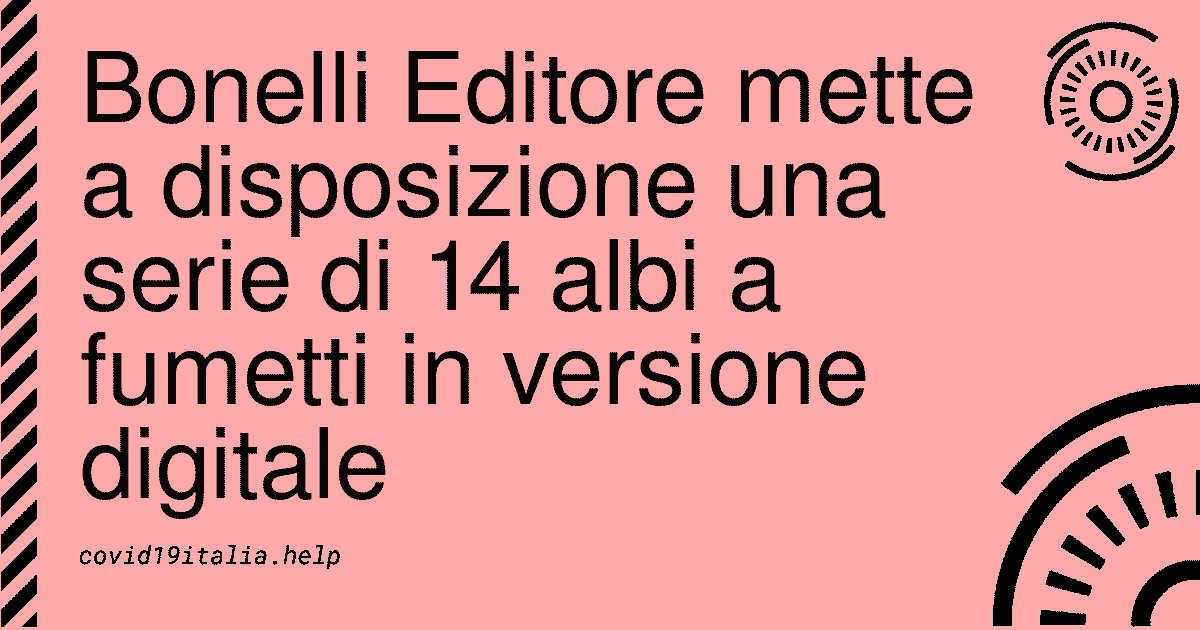 Bonelli Editore mette
a disposizione una
serie di 14 albi a
fumetti in versione
digitale
covid19italia.help